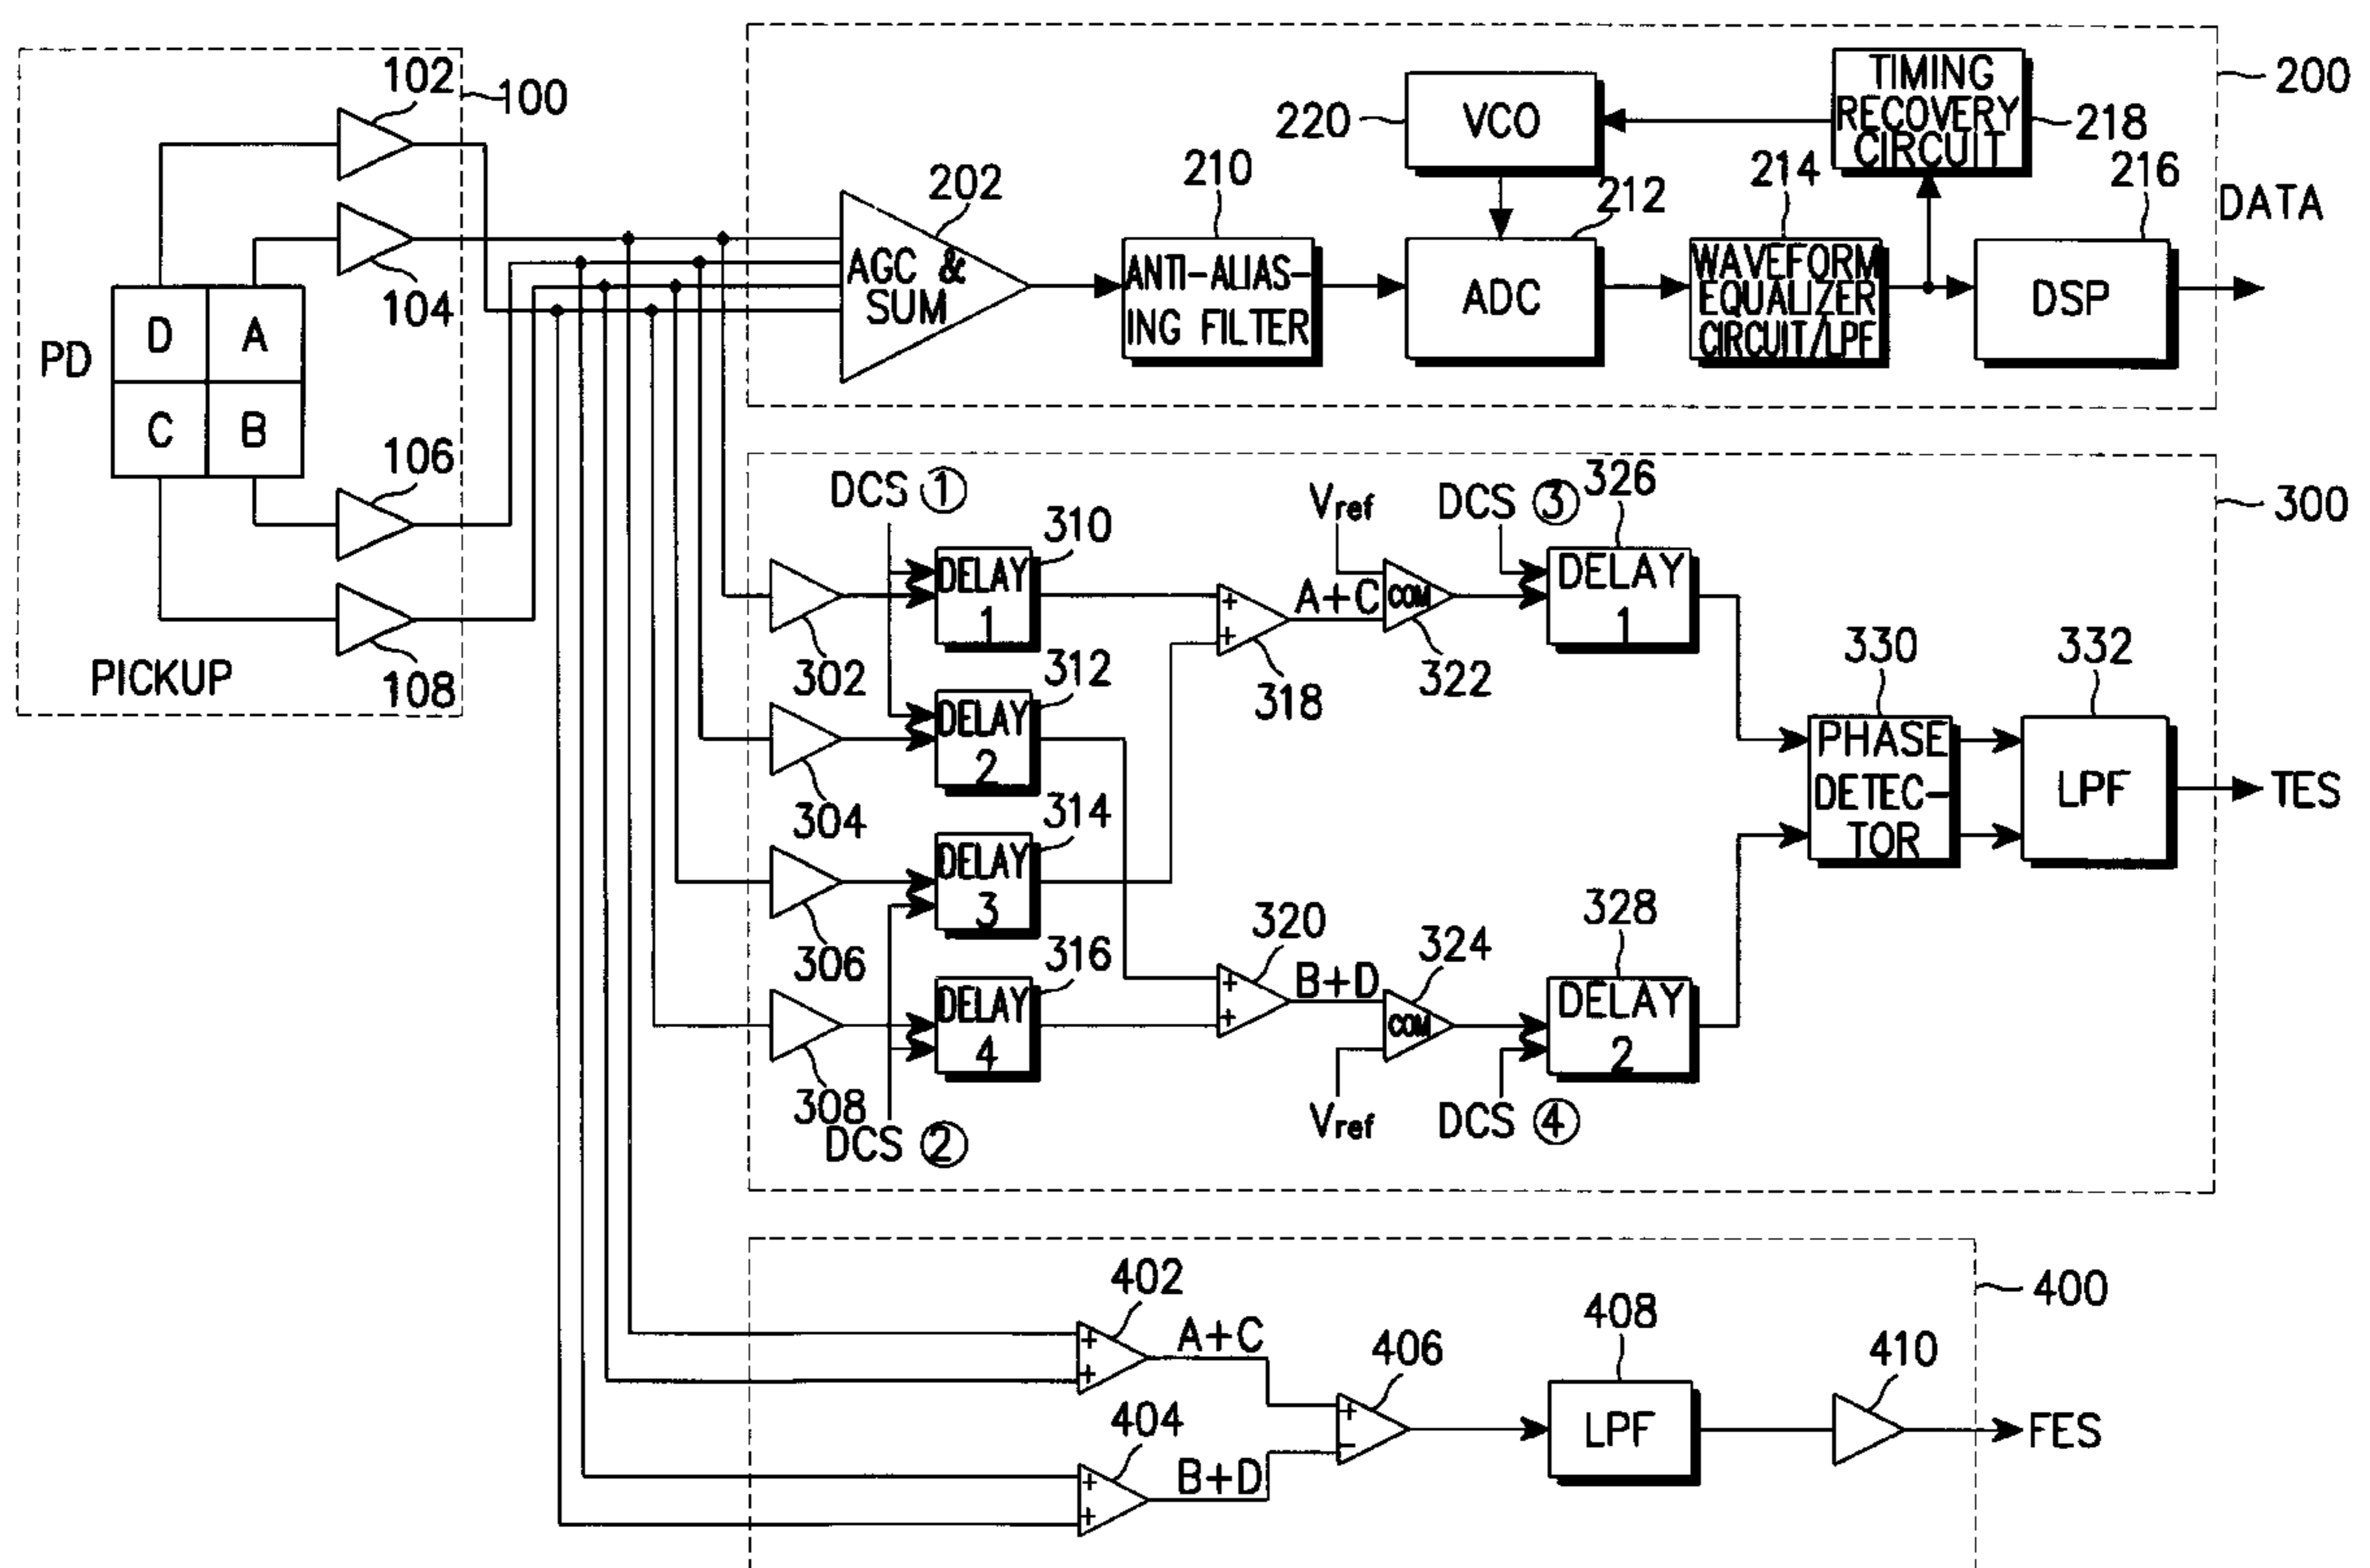 102
100
104
D
A
PD
C
B
106
PICKUP
108
200
220
VCO
TIMING
RECOVERY
CIRCUIT
218
202
210
212
214
216
DATA
AGC &
SUM
ANTI-ALIAS-
ING FILTER
ADC
WAVEFORM
EQUALIZER
CIRCUIT/LPF
DSP
300
DCS ①
310
Vref
DCS ③
326
302
DELAY
1
A+C
COM
DELAY
1
318
322
312
304
DELAY
2
330
332
PHASE
DETEC-
TOR
LPF
TES
314
306
DELAY
3
316
308
DELAY
4
320
B+D
324
COM
328
DELAY
2
DCS ②
Vref
DCS ④
400
402
A+C
406
408
410
404
B+D
LPF
FES
+
+
+
+
+
+
+
+
+
−